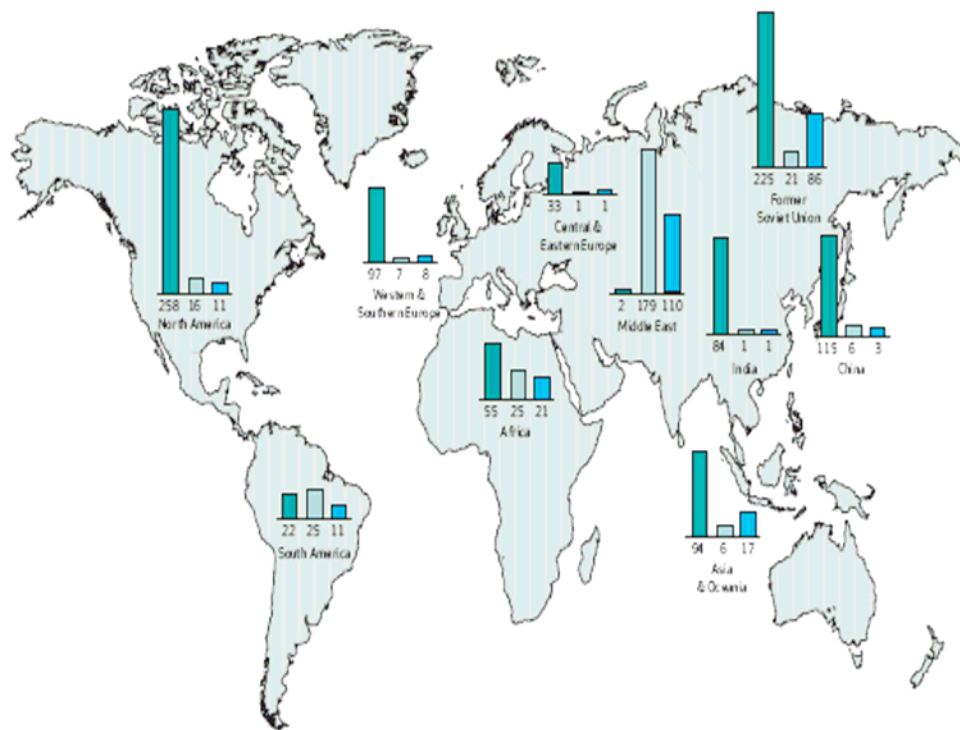 225 21 86
Former
Soviet Union
33 1 1
Central &
Eastern Europe
97 7 8
Western &
Southern Europe
258 16 11
North America
2 179 110
Middle East
84 1 1
India
115 6 3
China
55 25 21
Africa
22 25 11
South America
94 6 17
Asia
& Oceania